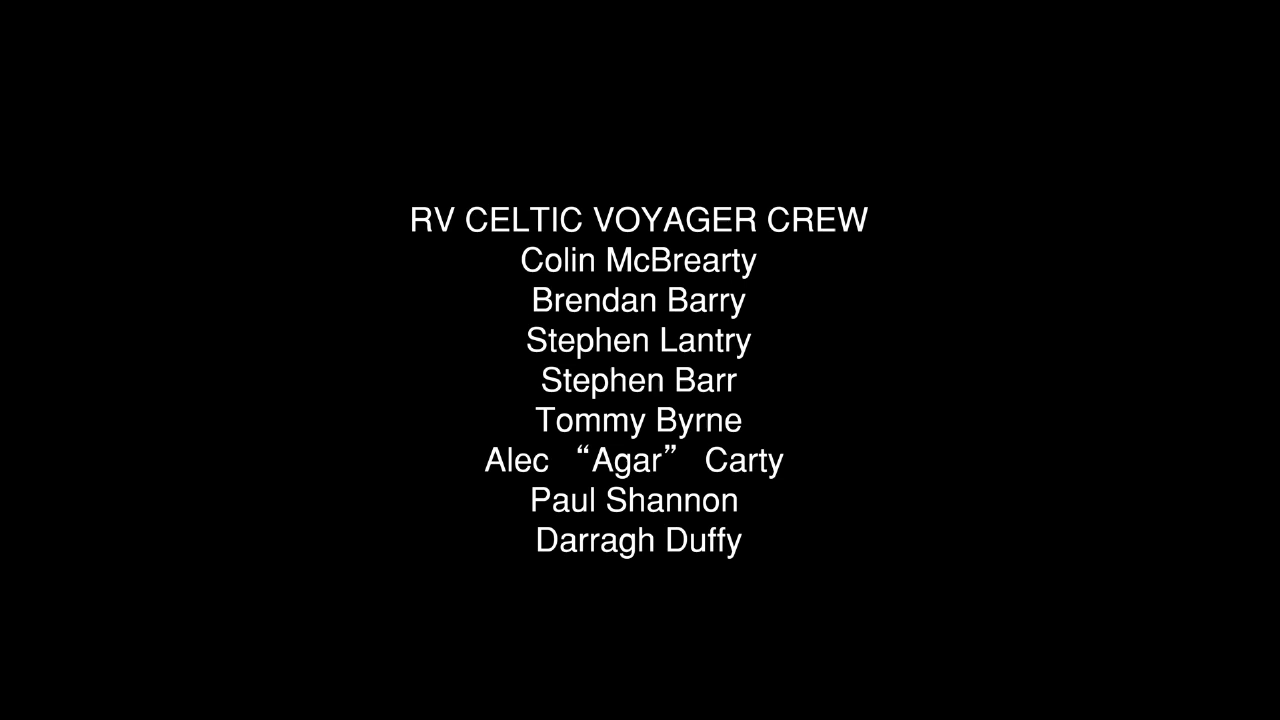 RV CELTIC VOYAGER CREW
Colin McBrearty
Brendan Barry
Stephen Lantry
Stephen Barr
Tommy Byrne
Alec “Agar” Carty
Paul Shannon
Darragh Duffy